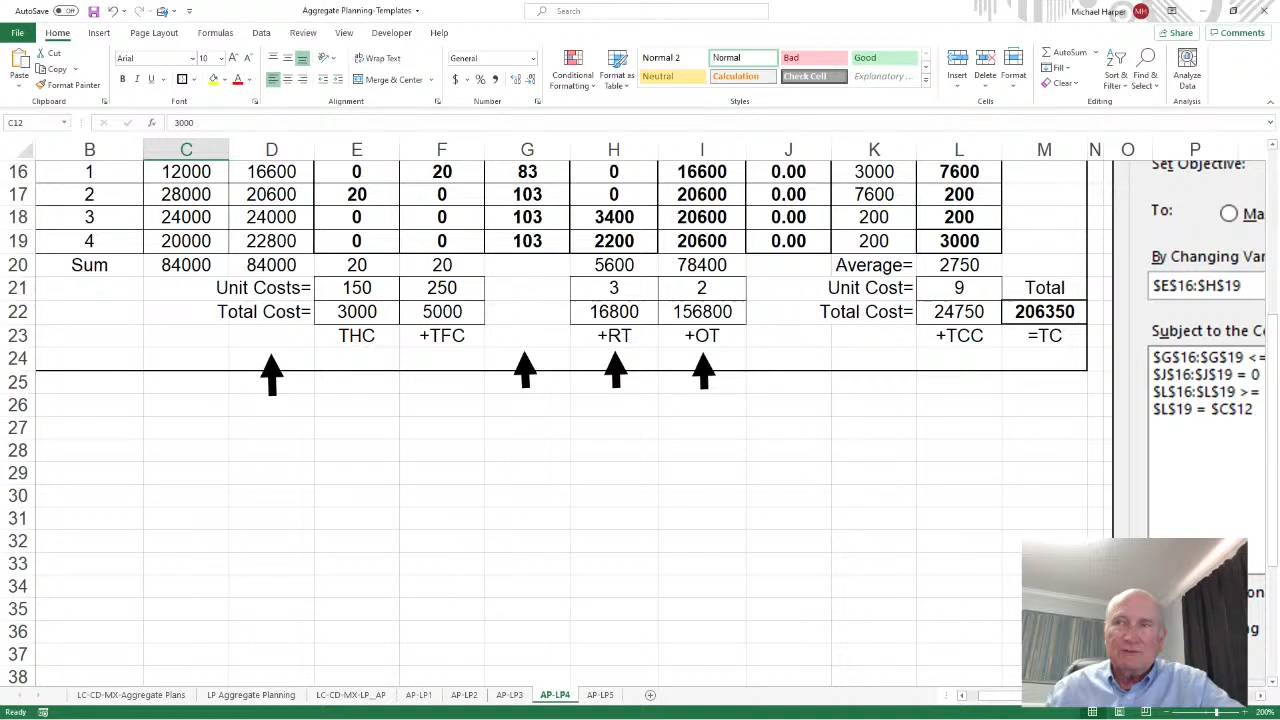 AutoSave Off Aggregate Planning-Templates Search Michael Harper MH
File Home Insert Page Layout Formulas Data Review View Developer Help Share Comments
Paste Cut Copy Format Painter Clipboard
Arial 10 A A B I U A Font
Wrap Text Merge & Center Alignment
General $ % , Number
Conditional Formatting Format as Table
Normal 2 Normal Bad Good
Neutral Calculation Check Cell Explanatory ...
Styles
Insert Delete Format Cells
AutoSum Fill Clear Sort & Filter Find & Select Editing
Analyze Data Analysis
C12 fx 3000
B C D E F G H I J K L M N O P
16 1 12000 16600 0 20 83 0 16600 0.00 3000 7600
17 2 28000 20600 20 0 103 0 20600 0.00 7600 200
18 3 24000 24000 0 0 103 3400 20600 0.00 200 200
19 4 20000 22800 0 0 103 2200 20600 0.00 200 3000
20 Sum 84000 84000 20 20 5600 78400 Average= 2750
21 Unit Costs= 150 250 3 2 Unit Cost= 9 Total
22 Total Cost= 3000 5000 16800 156800 Total Cost= 24750 206350
23 THC +TFC +RT +OT +TCC =TC
24
25
26
27
28
29
30
31
32
33
34
35
36
37
38
Set Objective:
To: Ma
By Changing Var
$E$16:$H$19
Subject to the Co
$G$16:$G$19 <=
$J$16:$J$19 = 0
$L$16:$L$19 >=
$L$19 = $C$12
LC-CD-MX-Aggregate Plans LP Aggregate Planning LC-CD-MX-LP_AP AP-LP1 AP-LP2 AP-LP3 AP-LP4 AP-LP5
Ready 200%